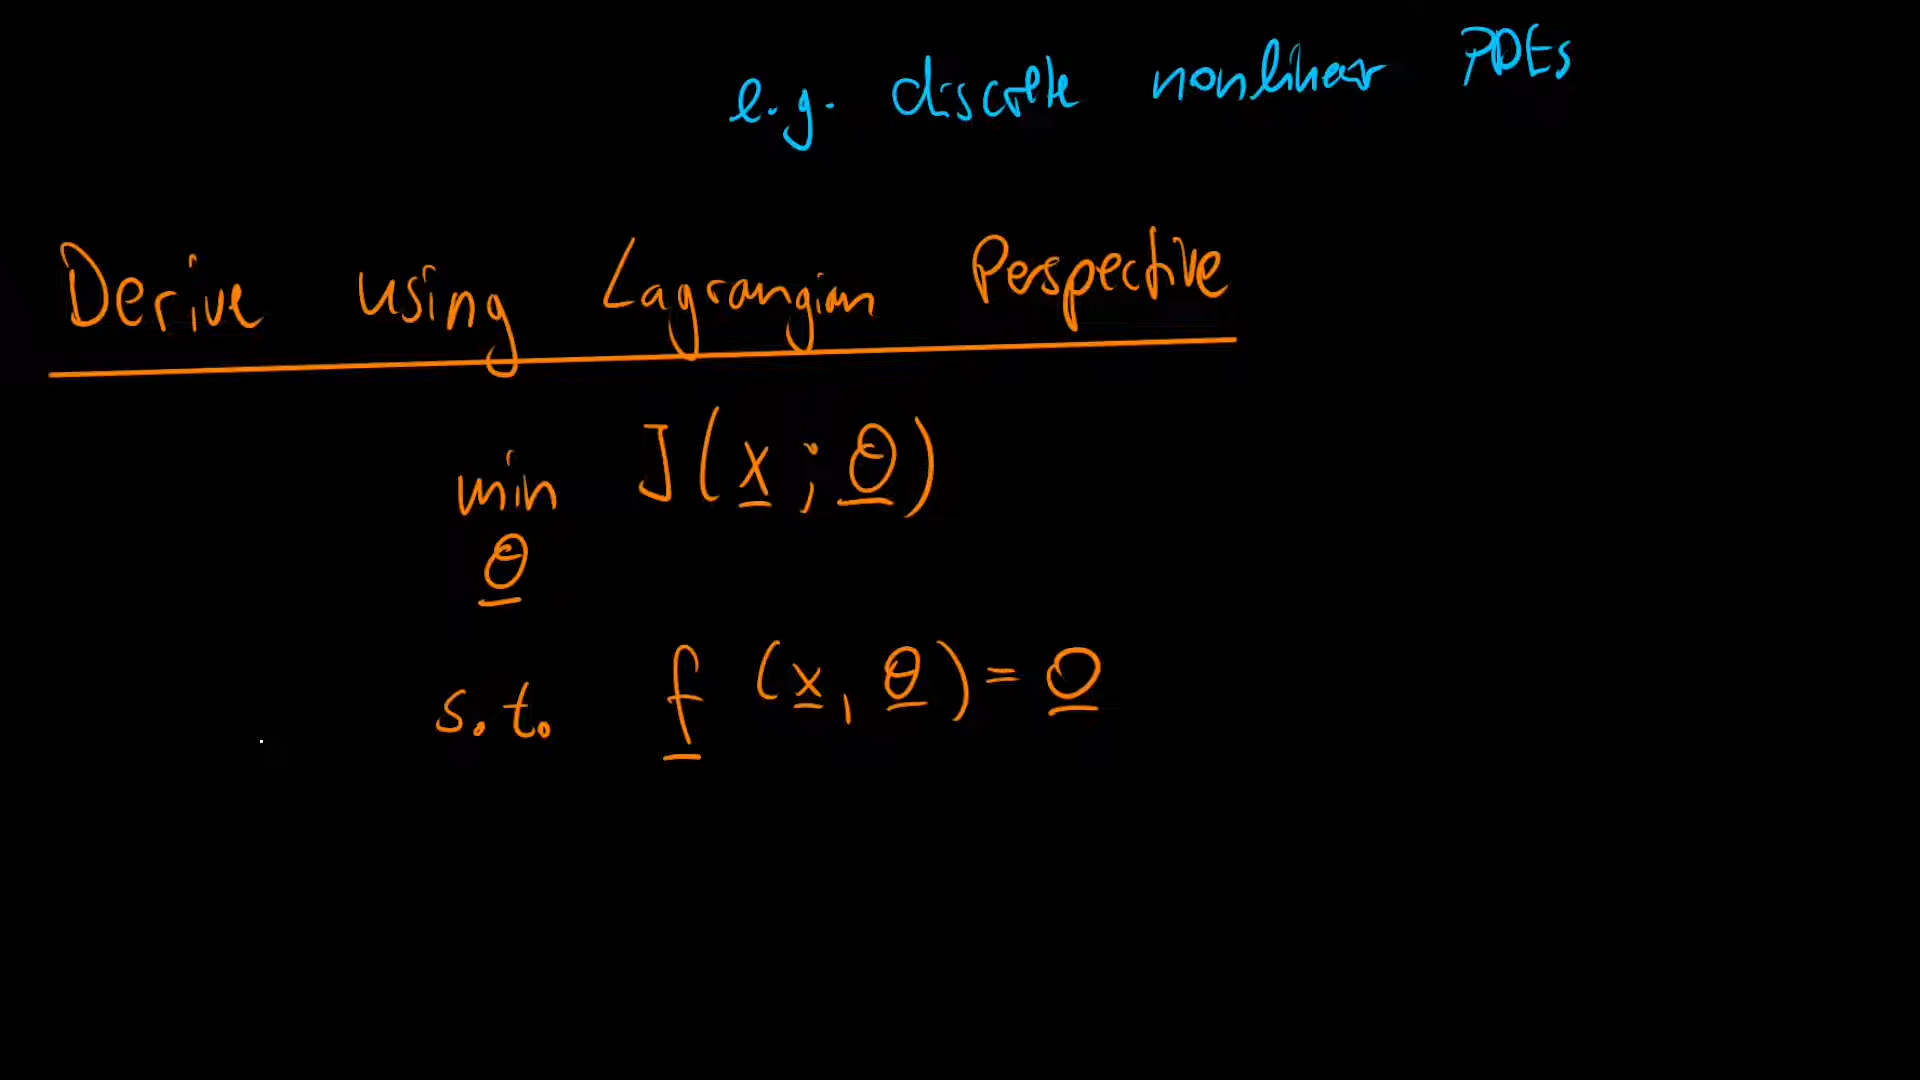 e.g. discrete nonlinear PDEs
Derive using Lagrangian Perspective
min J(x; θ)
θ
s.t. f (x, θ) = 0